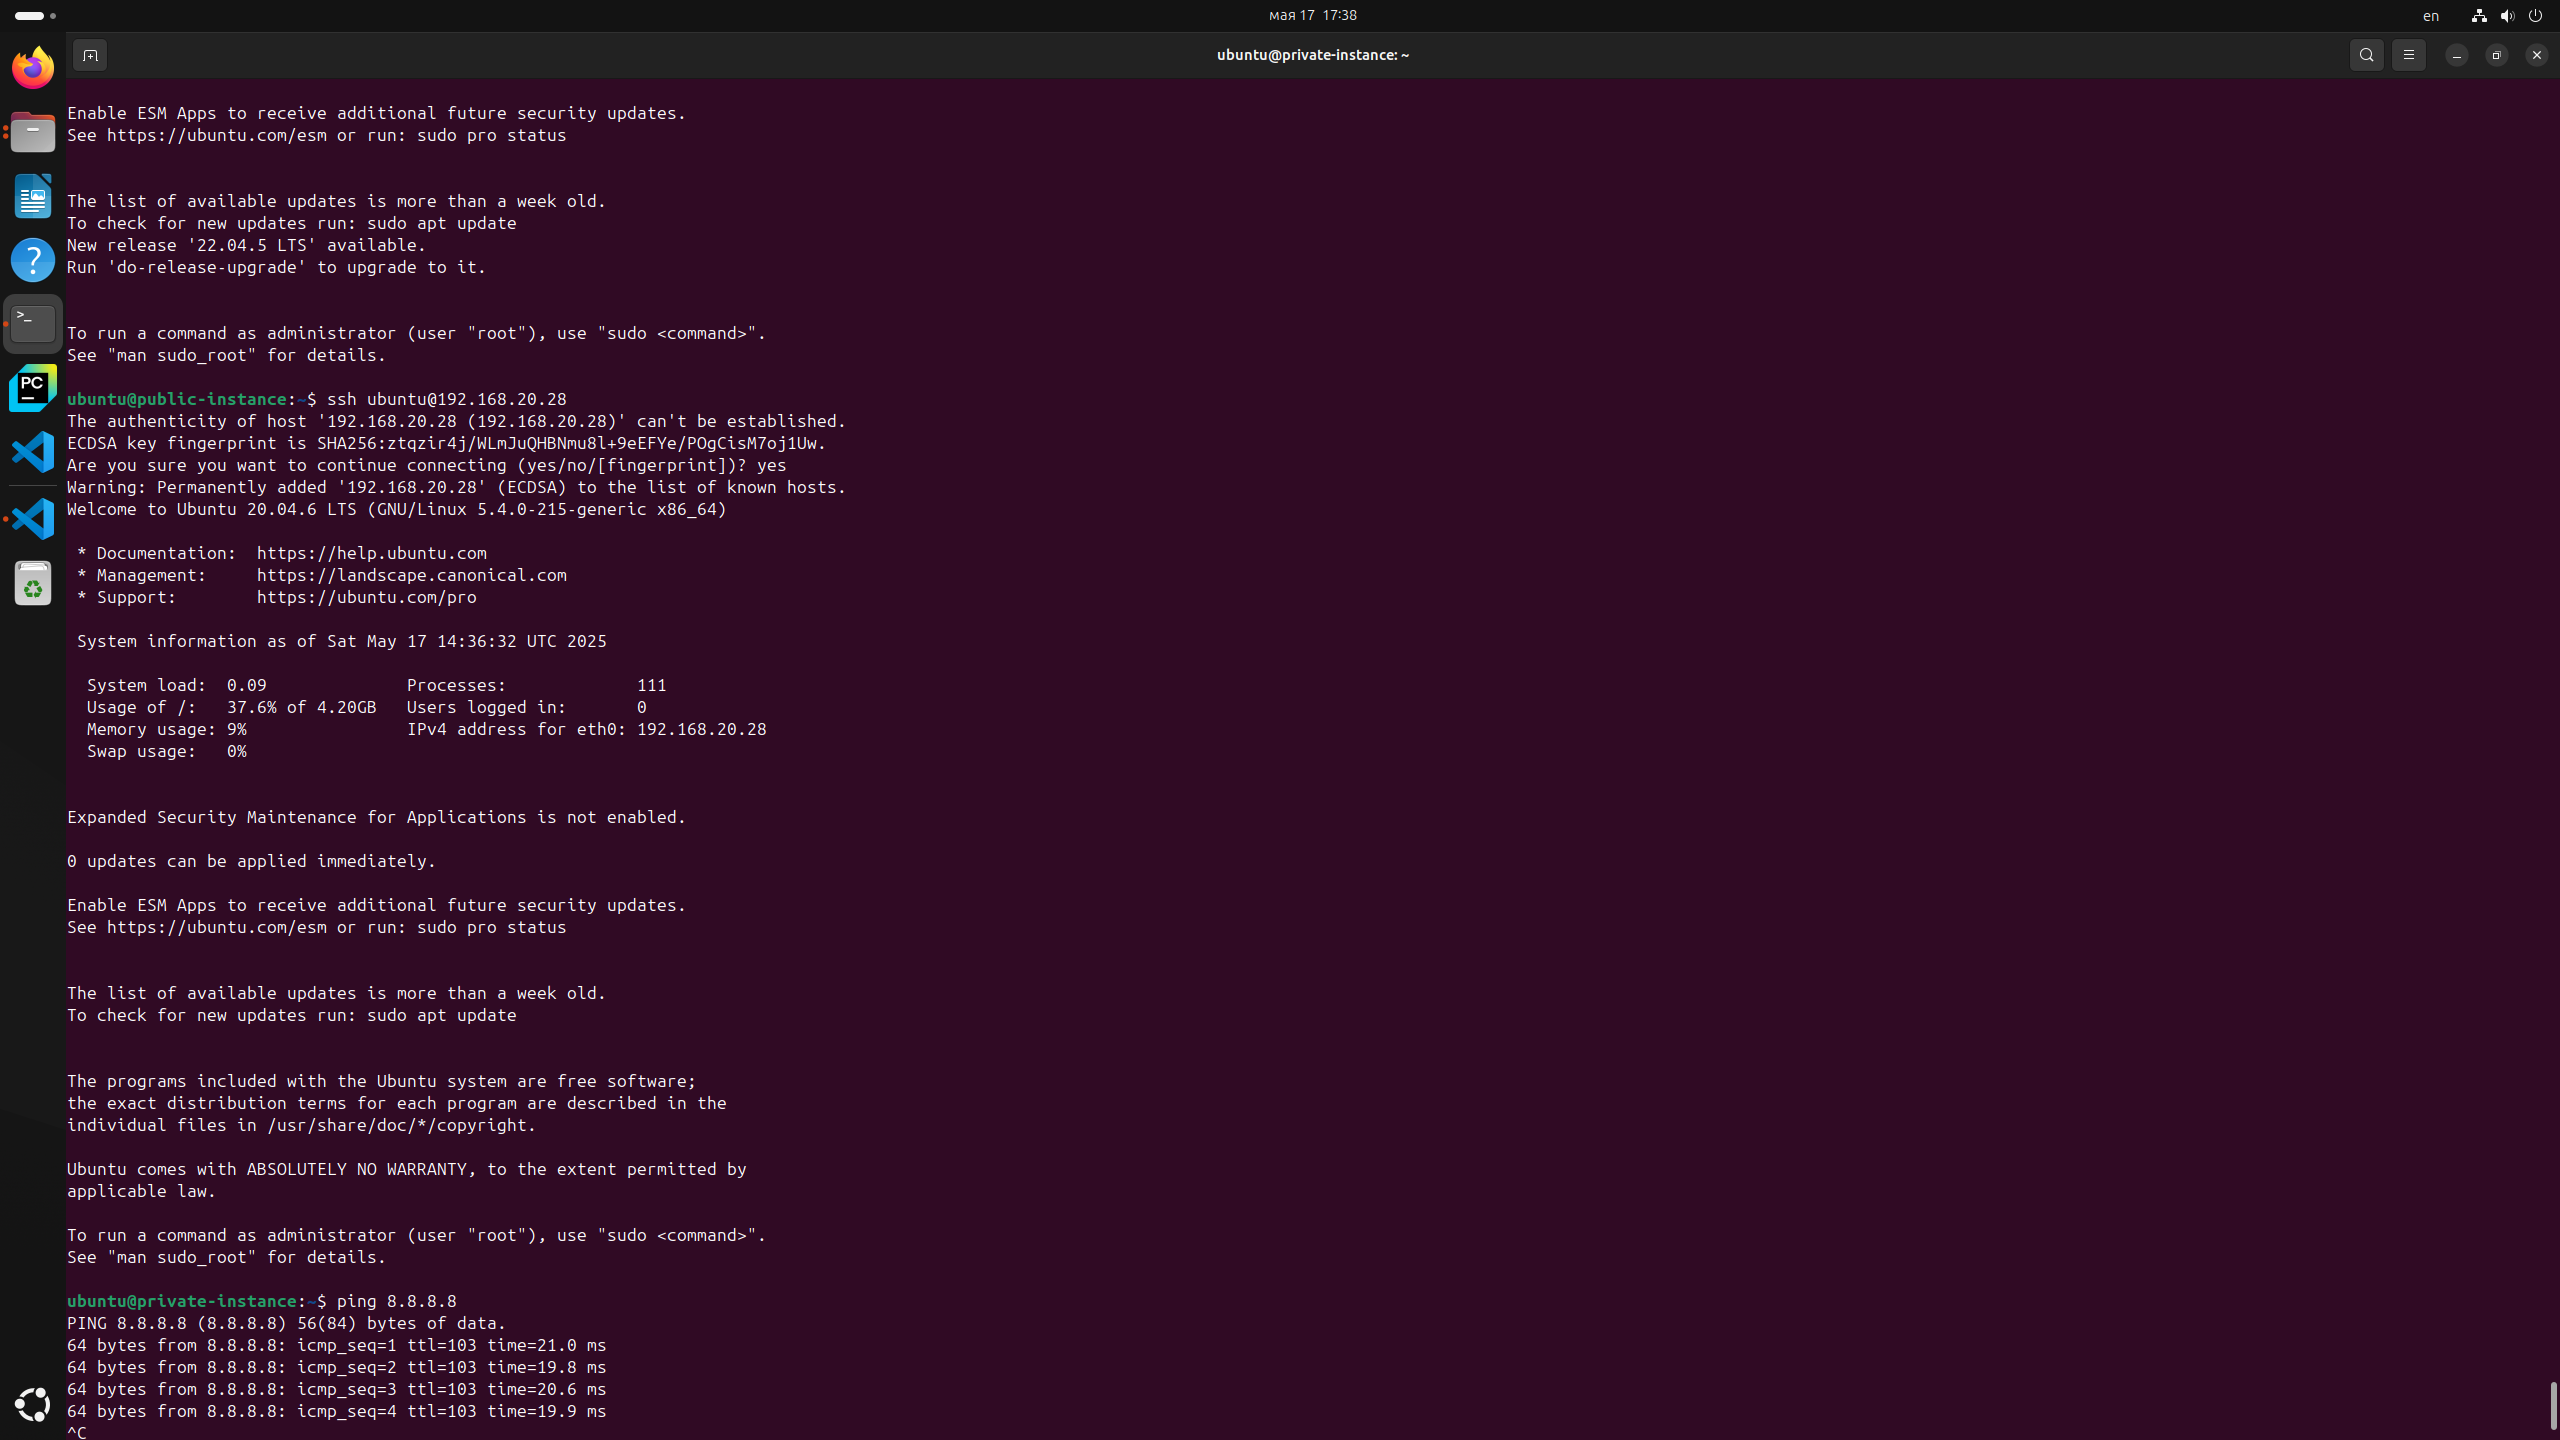 мая 17 17:38
en
ubuntu@private-instance: ~
Enable ESM Apps to receive additional future security updates.
See https://ubuntu.com/esm or run: sudo pro status
The list of available updates is more than a week old.
To check for new updates run: sudo apt update
New release '22.04.5 LTS' available.
Run 'do-release-upgrade' to upgrade to it.
To run a command as administrator (user "root"), use "sudo <command>".
See "man sudo_root" for details.
ubuntu@public-instance:~$ ssh ubuntu@192.168.20.28
The authenticity of host '192.168.20.28 (192.168.20.28)' can't be established.
ECDSA key fingerprint is SHA256:ztqzir4j/WLmJuQHBNmu8l+9eEFYe/POgCisM7oj1Uw.
Are you sure you want to continue connecting (yes/no/[fingerprint])? yes
Warning: Permanently added '192.168.20.28' (ECDSA) to the list of known hosts.
Welcome to Ubuntu 20.04.6 LTS (GNU/Linux 5.4.0-215-generic x86_64)
* Documentation:  https://help.ubuntu.com
* Management:     https://landscape.canonical.com
* Support:        https://ubuntu.com/pro
System information as of Sat May 17 14:36:32 UTC 2025
System load:  0.09              Processes:             111
Usage of /:   37.6% of 4.20GB   Users logged in:       0
Memory usage: 9%                IPv4 address for eth0: 192.168.20.28
Swap usage:   0%
Expanded Security Maintenance for Applications is not enabled.
0 updates can be applied immediately.
Enable ESM Apps to receive additional future security updates.
See https://ubuntu.com/esm or run: sudo pro status
The list of available updates is more than a week old.
To check for new updates run: sudo apt update
The programs included with the Ubuntu system are free software;
the exact distribution terms for each program are described in the
individual files in /usr/share/doc/*/copyright.
Ubuntu comes with ABSOLUTELY NO WARRANTY, to the extent permitted by
applicable law.
To run a command as administrator (user "root"), use "sudo <command>".
See "man sudo_root" for details.
ubuntu@private-instance:~$ ping 8.8.8.8
PING 8.8.8.8 (8.8.8.8) 56(84) bytes of data.
64 bytes from 8.8.8.8: icmp_seq=1 ttl=103 time=21.0 ms
64 bytes from 8.8.8.8: icmp_seq=2 ttl=103 time=19.8 ms
64 bytes from 8.8.8.8: icmp_seq=3 ttl=103 time=20.6 ms
64 bytes from 8.8.8.8: icmp_seq=4 ttl=103 time=19.9 ms
^C
PC